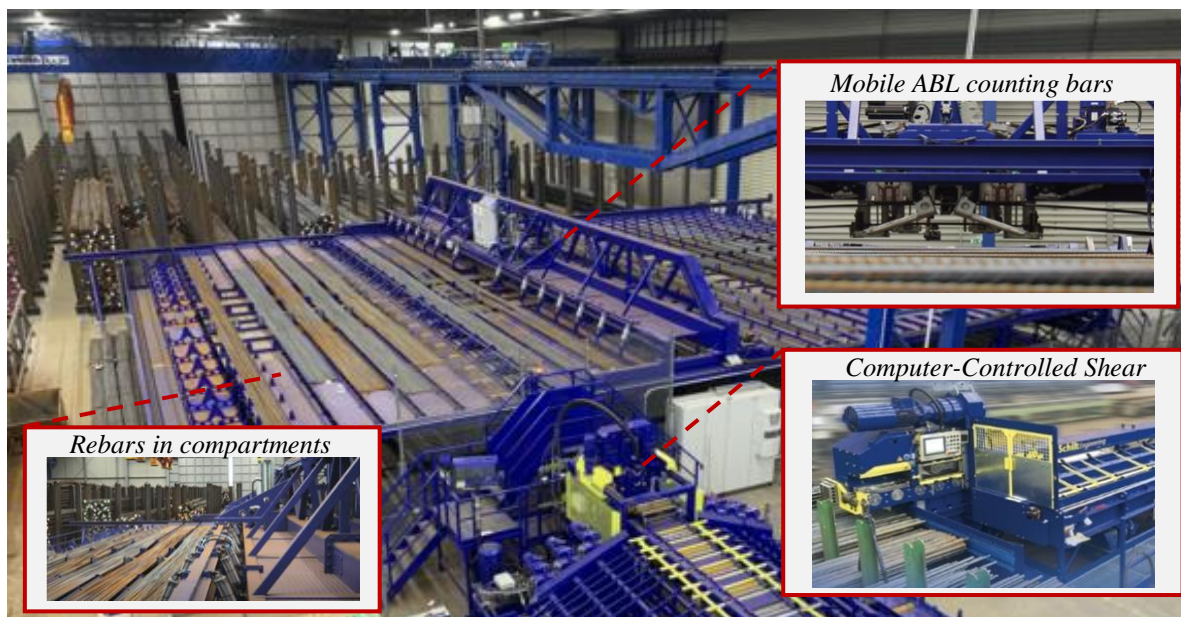 Mobile ABL counting bars
Computer-Controlled Shear
Rebars in compartments